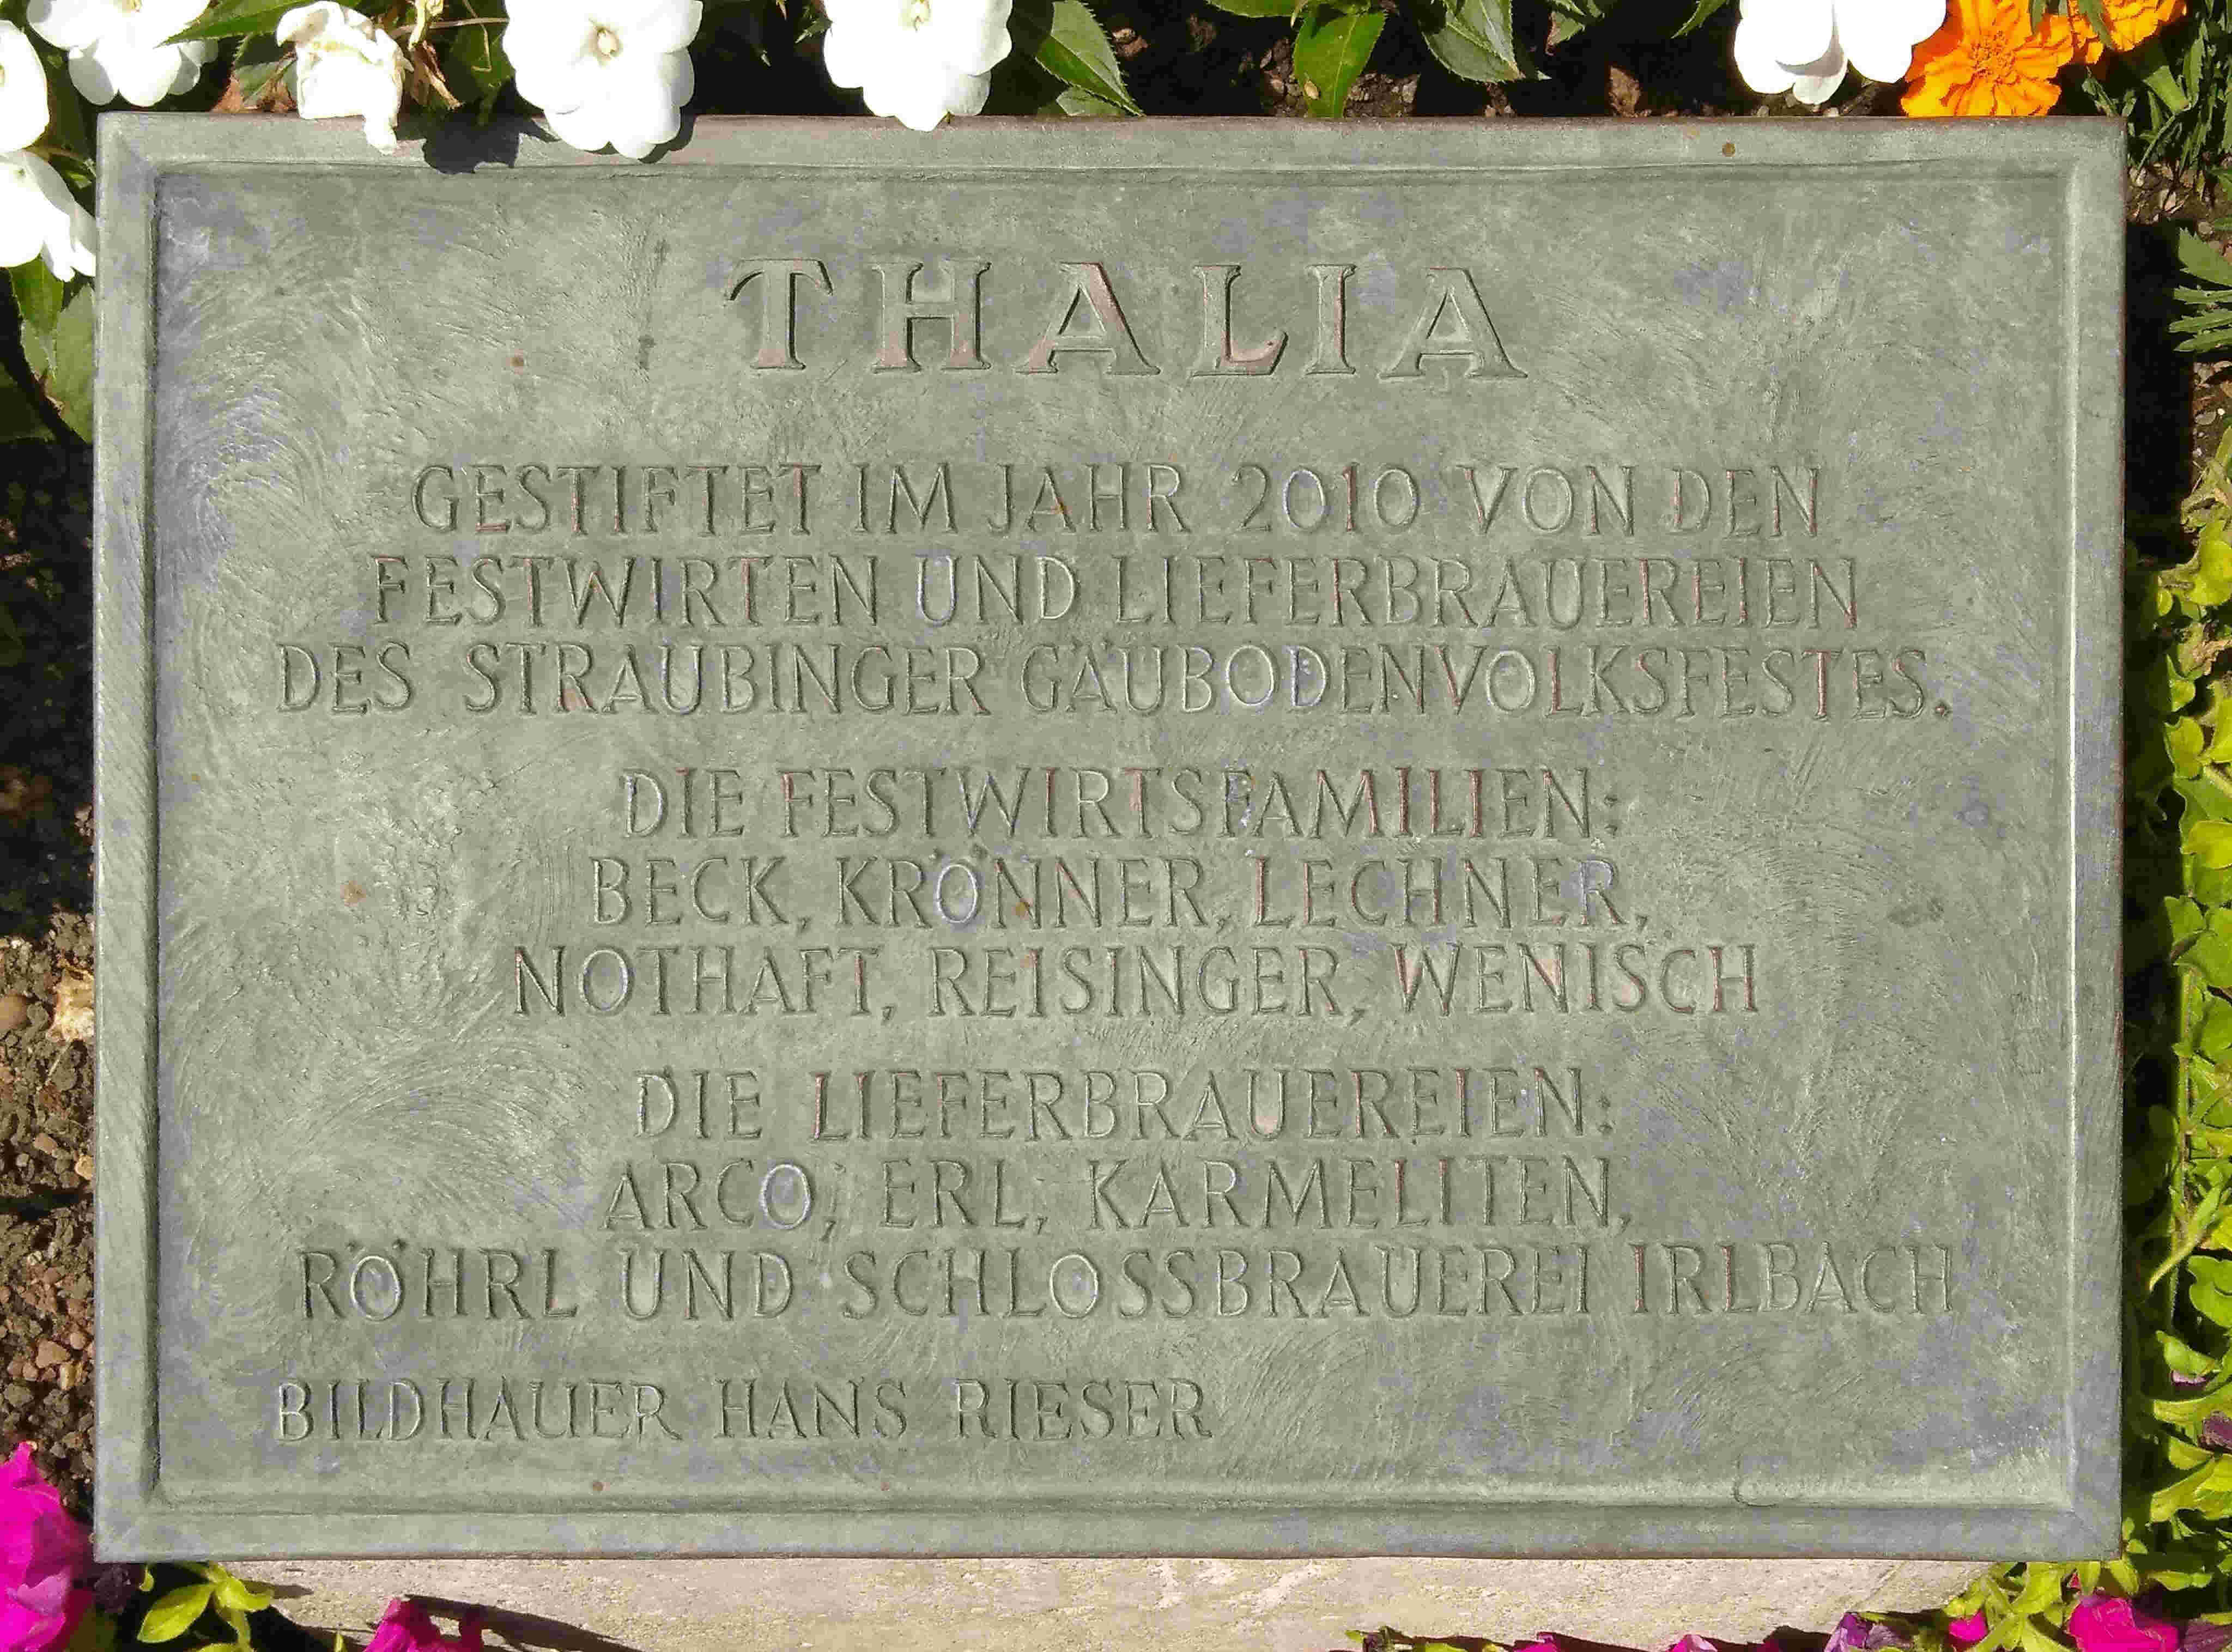 THALIA
GESTIFTET IM JAHR 2010 VON DEN
FESTWIRTEN UND LIEFERBRAUEREIEN
DES STRAUBINGER GÄUBODENVOLKSFESTES.
DIE FESTWIRTSFAMILIEN:
BECK, KRÖNNER, LECHNER,
NOTHAFT, REISINGER, WENISCH
DIE LIEFERBRAUEREIEN:
ARCO, ERL, KARMELITEN,
RÖHRL UND SCHLOSSBRAUEREI IRLBACH
BILDHAUER HANS RIESER